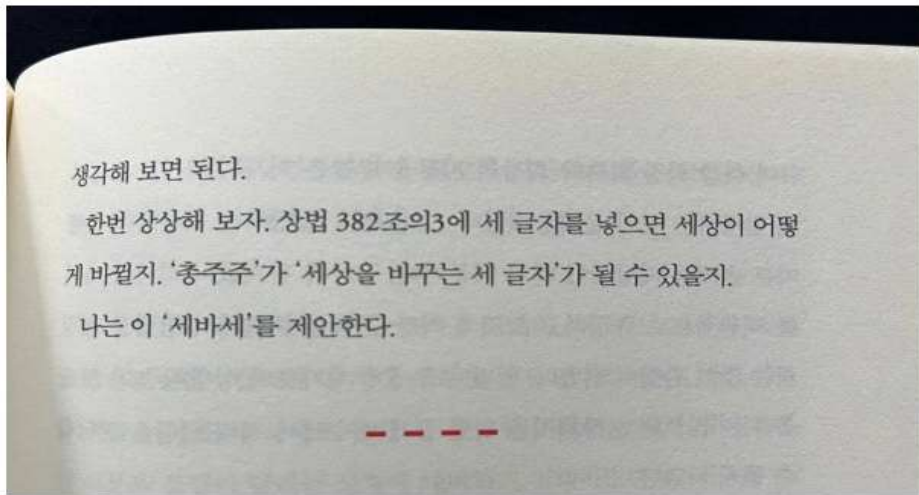 생각해 보면 된다.
한번 상상해 보자. 상법 382조의3에 세 글자를 넣으면 세상이 어떻
게 바뀔지. ‘총주주’가 ‘세상을 바꾸는 세 글자’가 될 수 있을지.
나는 이 ‘세바세’를 제안한다.